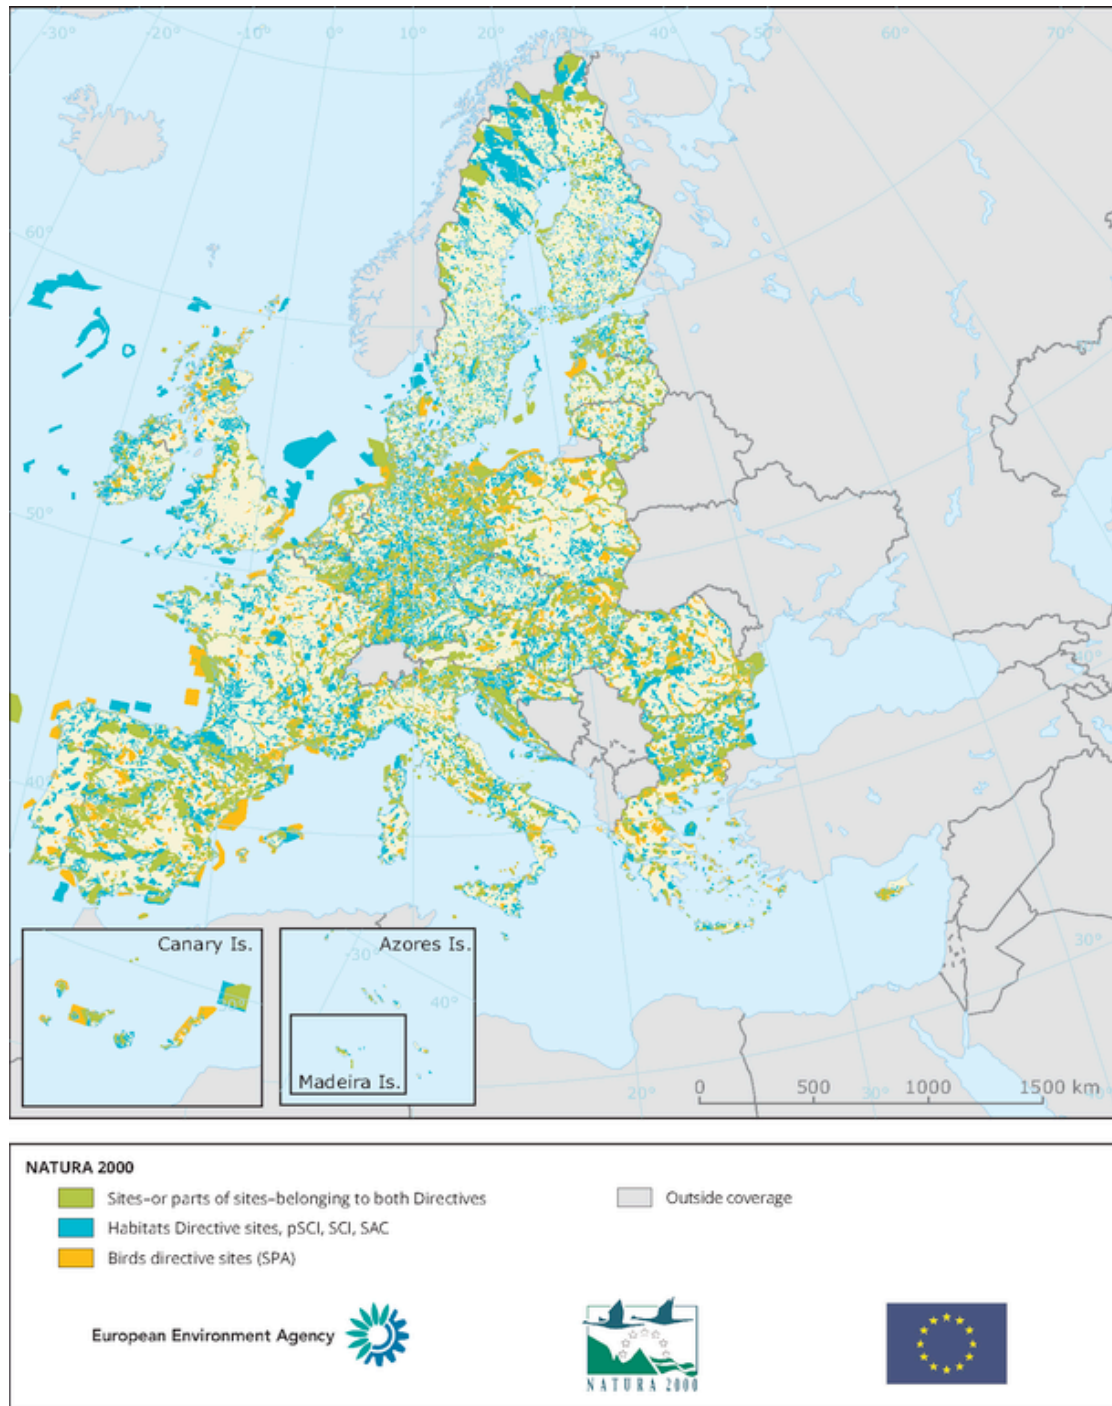 -30°
-20°
-10°
0°
10°
20°
30°
40°
50°
60°
70°
60°
50°
40°
40°
30°
20°
30°
40°
Canary Is.
30°
Azores Is.
-30°
40°
Madeira Is.
0 500 1000 1500 km
NATURA 2000
Sites–or parts of sites–belonging to both Directives
Outside coverage
Habitats Directive sites, pSCI, SCI, SAC
Birds directive sites (SPA)
European Environment Agency
NATURA 2000